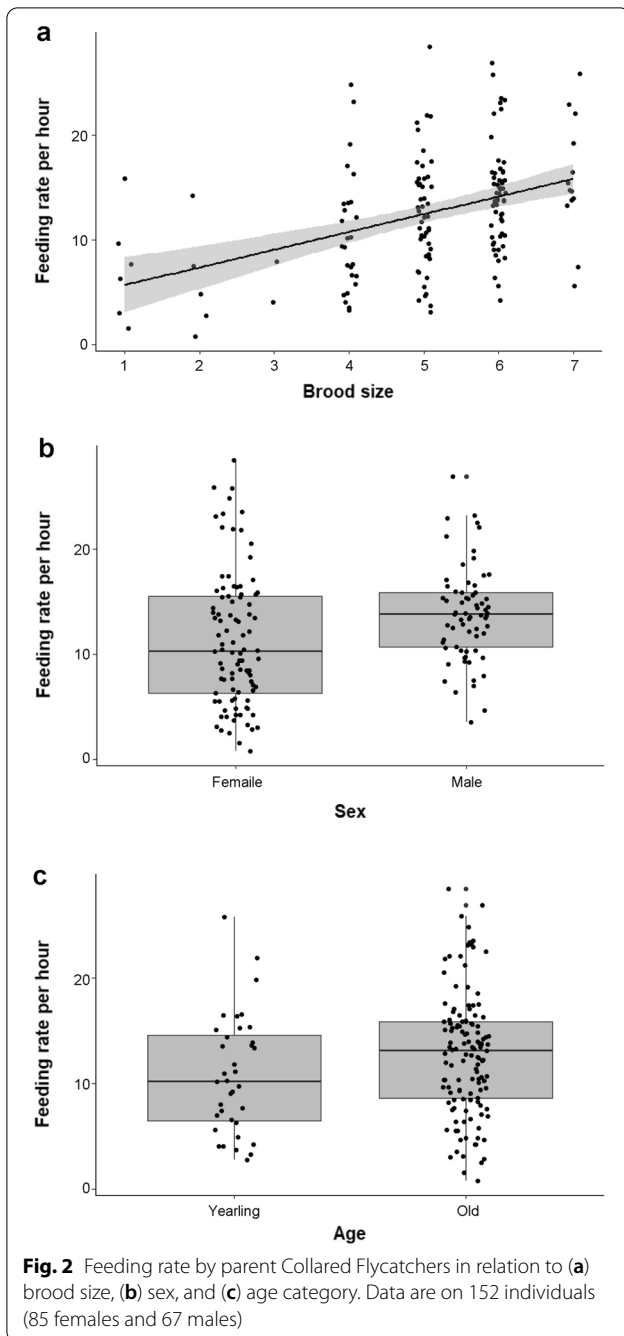 a
Feeding rate per hour
20
10
0
1 2 3 4 5 6 7
Brood size
b
Feeding rate per hour
20
10
0
Femaile Male
Sex
c
Feeding rate per hour
20
10
0
Yearling Old
Age
Fig. 2 Feeding rate by parent Collared Flycatchers in relation to (a)
brood size, (b) sex, and (c) age category. Data are on 152 individuals
(85 females and 67 males)